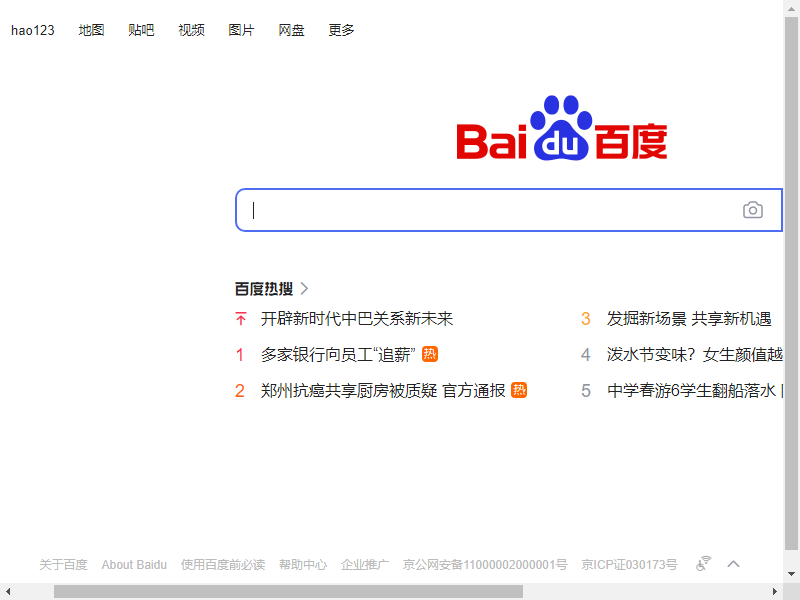 hao123 地图 贴吧 视频 图片 网盘 更多
Bai du 百度
百度热搜
开辟新时代中巴关系新未来
1 多家银行向员工“追薪” 热
2 郑州抗癌共享厨房被质疑 官方通报 热
3 发掘新场景 共享新机遇
4 泼水节变味？女生颜值越
5 中学春游6学生翻船落水
关于百度 About Baidu 使用百度前必读 帮助中心 企业推广 京公网安备11000002000001号 京ICP证030173号